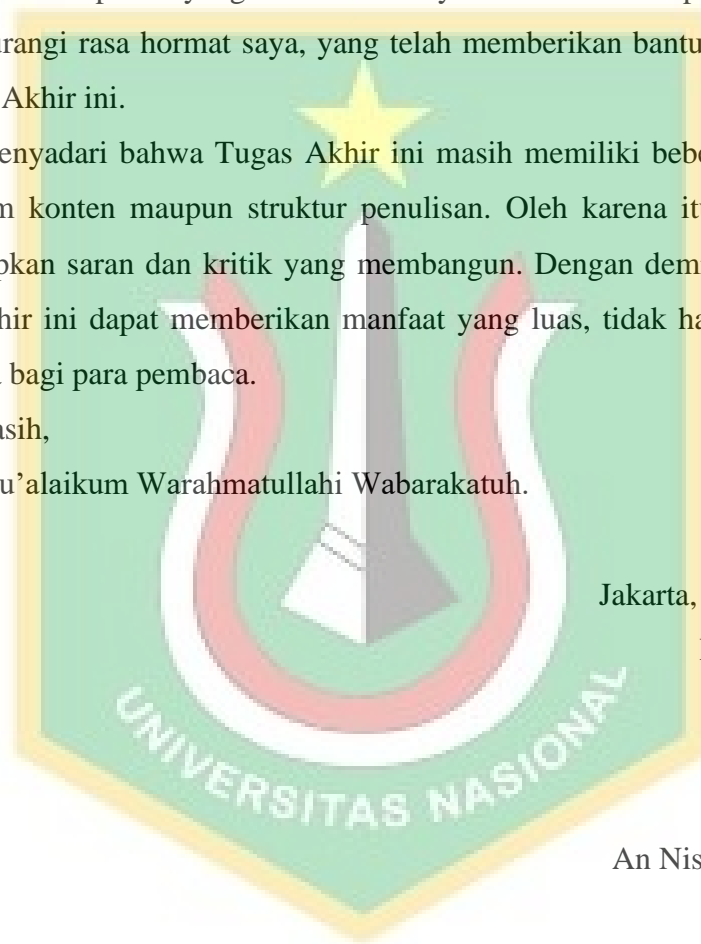 rangi rasa hormat saya, yang telah memberikan bantu
Akhir ini.
enyadari bahwa Tugas Akhir ini masih memiliki beb
konten maupun struktur penulisan. Oleh karena it
pkan saran dan kritik yang membangun. Dengan dem
hir ini dapat memberikan manfaat yang luas, tidak ha
bagi para pembaca.
asih,
u’alaikum Warahmatullahi Wabarakatuh.
Jakarta,
An Nis
UNIVERSITAS NASIONAL